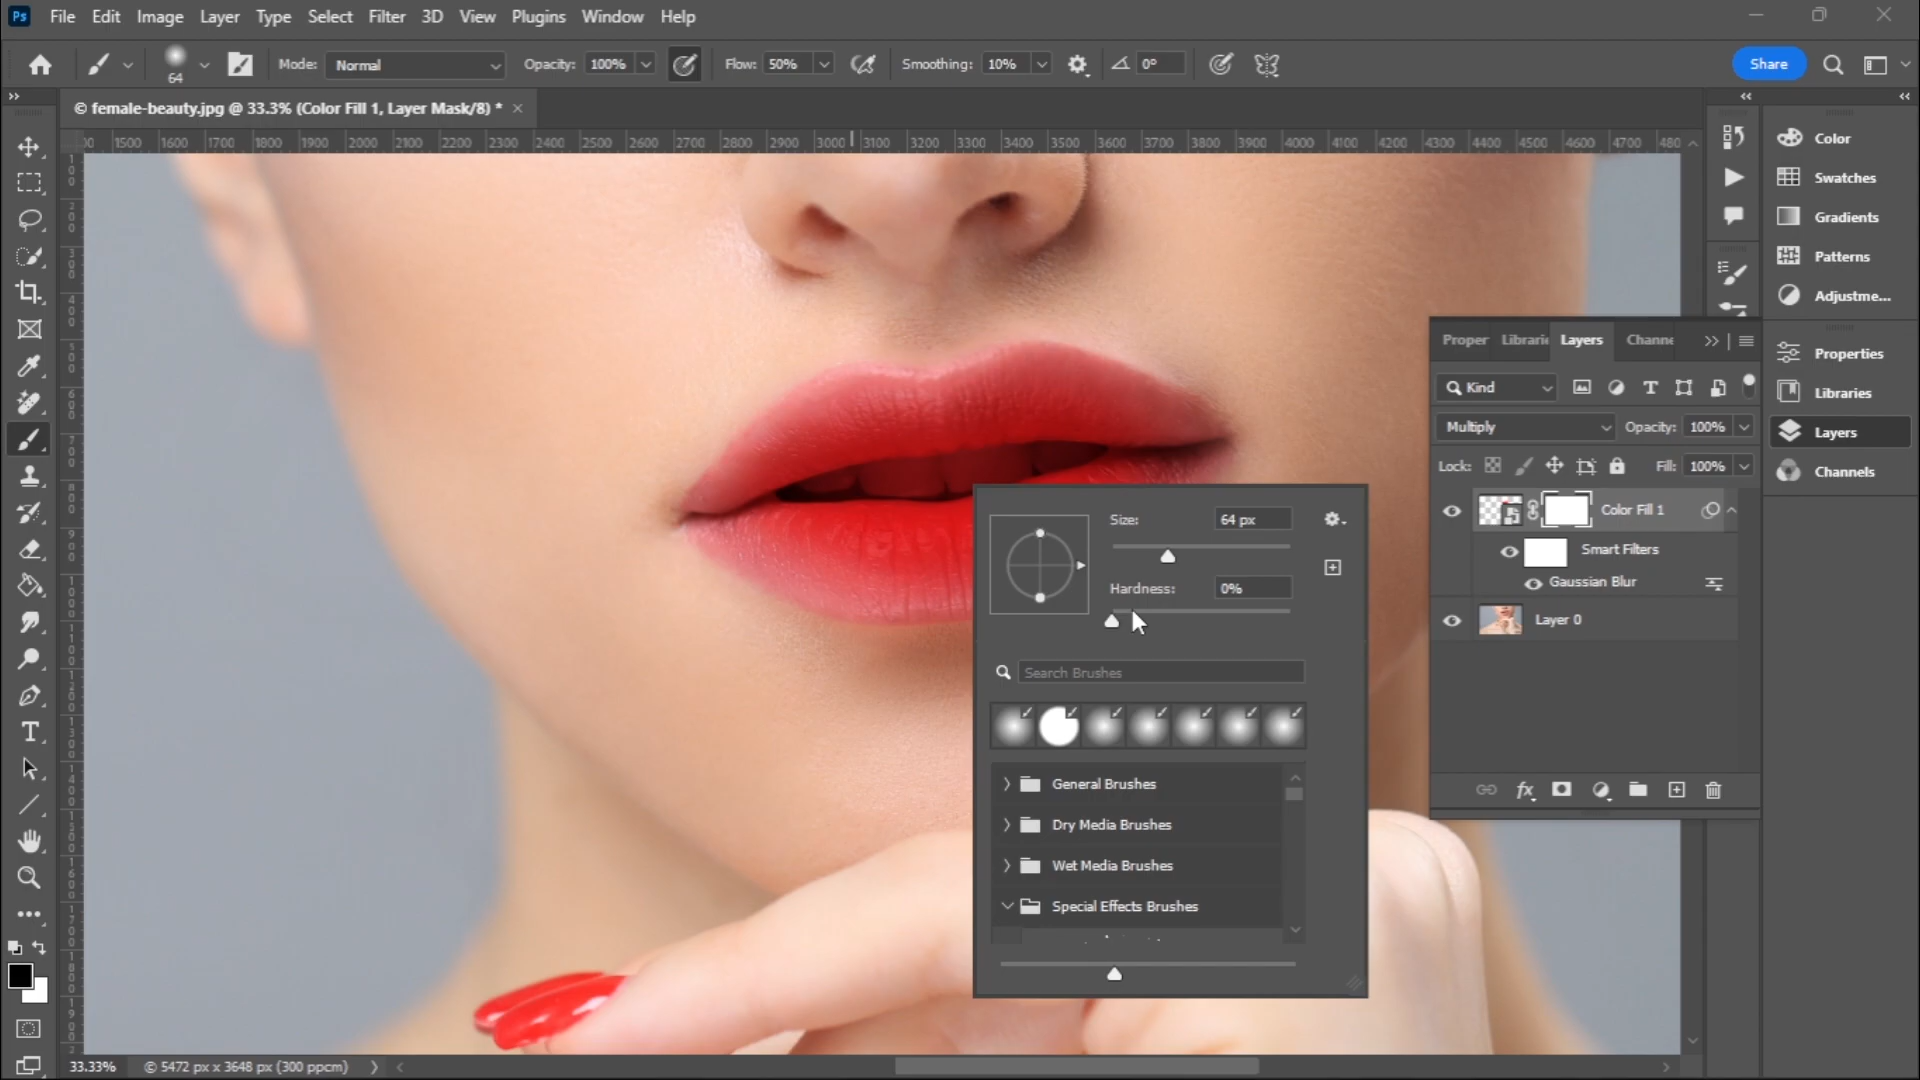 Ps File Edit Image Layer Type Select Filter 3D View Plugins Window Help
64 Mode: Normal Opacity: 100% Flow: 50% Smoothing: 10% 0° Share
© female-beauty.jpg @ 33.3% (Color Fill 1, Layer Mask/8) * ×
1500 1600 1700 1800 1900 2000 2100 2200 2300 2400 2500 2600 2700 2800 2900 3000 3100 3200 3300 3400 3500 3600 3700 3800 3900 4000 4100 4200 4300 4400 4500 4600 4700 480
Color
Swatches
Gradients
Patterns
Adjustme...
Properties
Libraries
Layers
Channels
Proper Librarie Layers Channe
Kind
Multiply Opacity: 100%
Lock: Fill: 100%
Color Fill 1
Smart Filters
Gaussian Blur
Layer 0
fx
Size: 64 px
Hardness: 0%
Search Brushes
General Brushes
Dry Media Brushes
Wet Media Brushes
Special Effects Brushes
33.33% © 5472 px x 3648 px (300 ppcm)